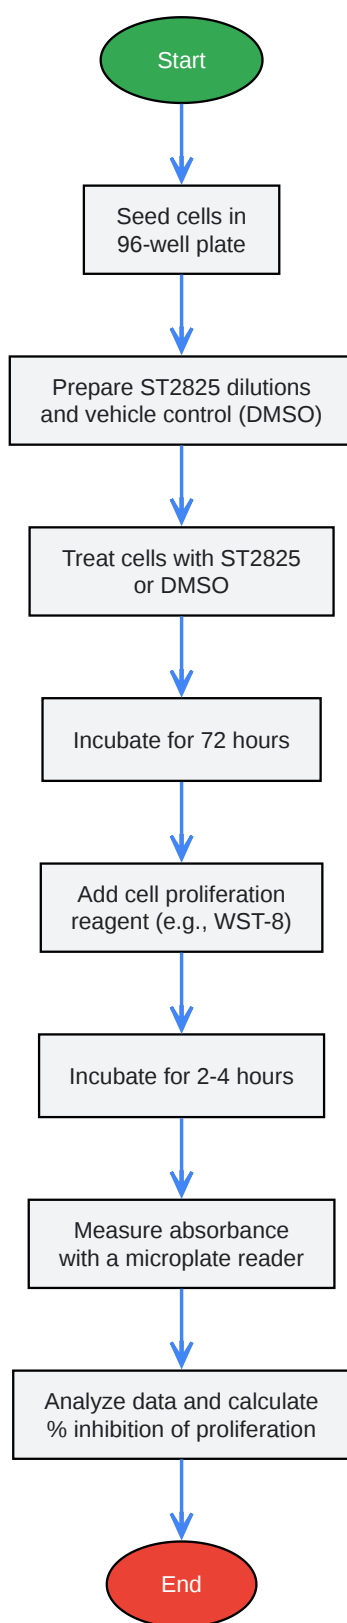 Start
Seed cells in
96-well plate
Prepare ST2825 dilutions
and vehicle control (DMSO)
Treat cells with ST2825
or DMSO
Incubate for 72 hours
Add cell proliferation
reagent (e.g., WST-8)
Incubate for 2-4 hours
Measure absorbance
with a microplate reader
Analyze data and calculate
% inhibition of proliferation
End